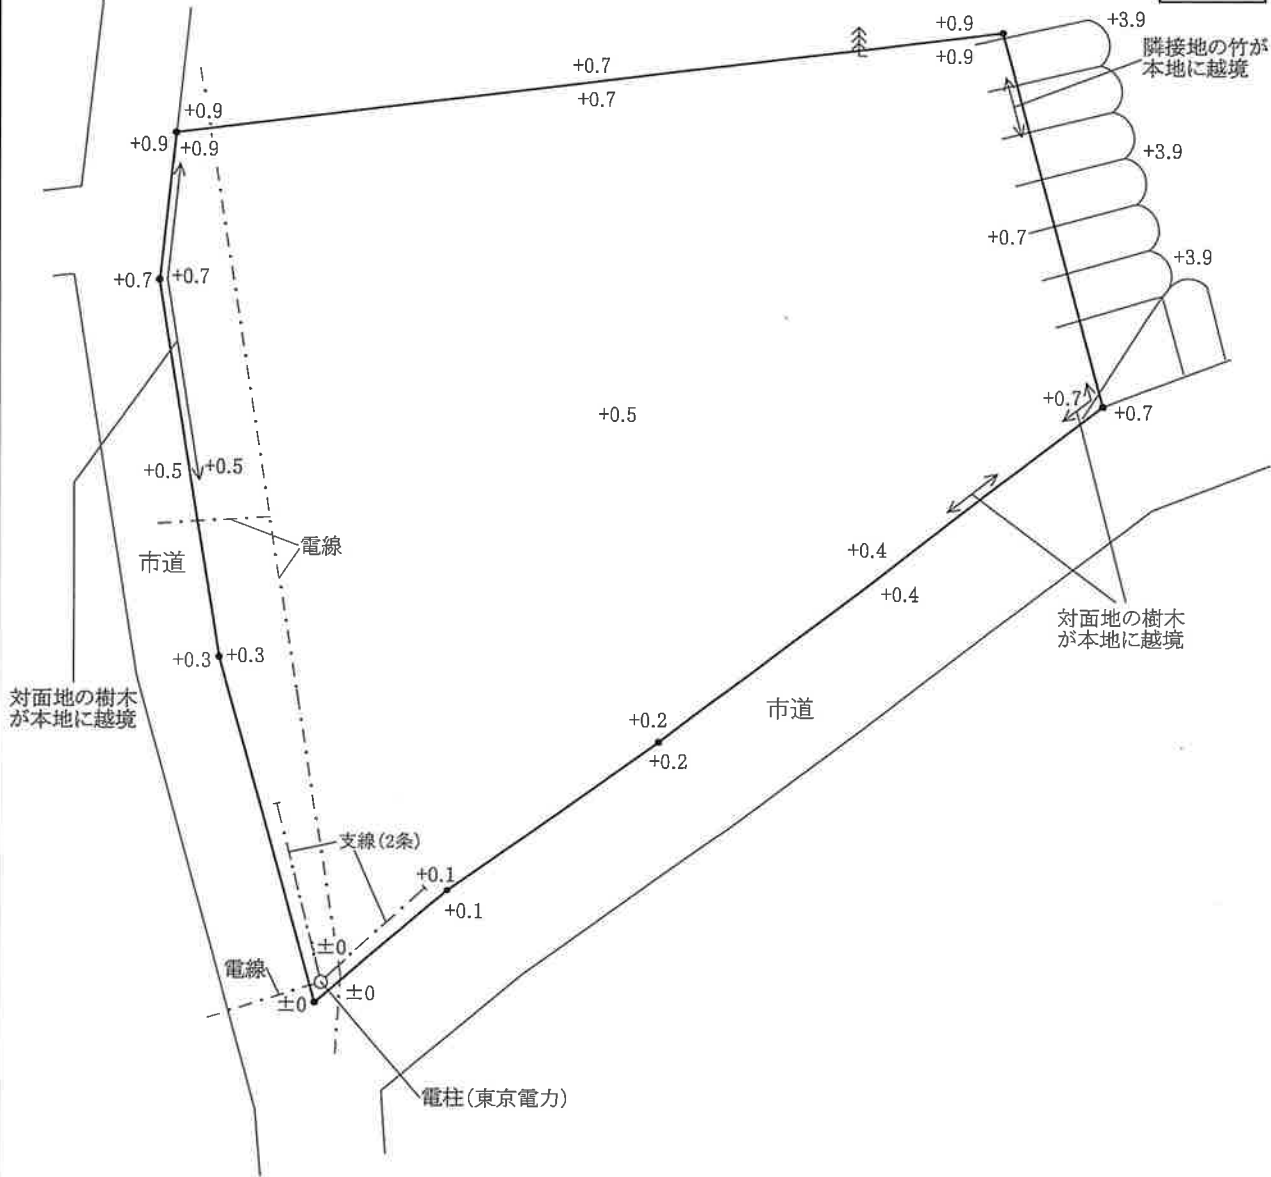 +3.9
+0.9
+0.9
隣接地の竹が
本地に越境
+0.7
+0.7
+0.9
+0.9
+0.9
+3.9
+0.7
+3.9
+0.7
+0.7
+0.7
+0.7
+0.5
+0.5
+0.5
電線
市道
+0.4
+0.4
対面地の樹木
が本地に越境
+0.3
+0.3
対面地の樹木
が本地に越境
市道
+0.2
+0.2
支線(2条)
+0.1
+0.1
±0
電線
±0
±0
電柱(東京電力)